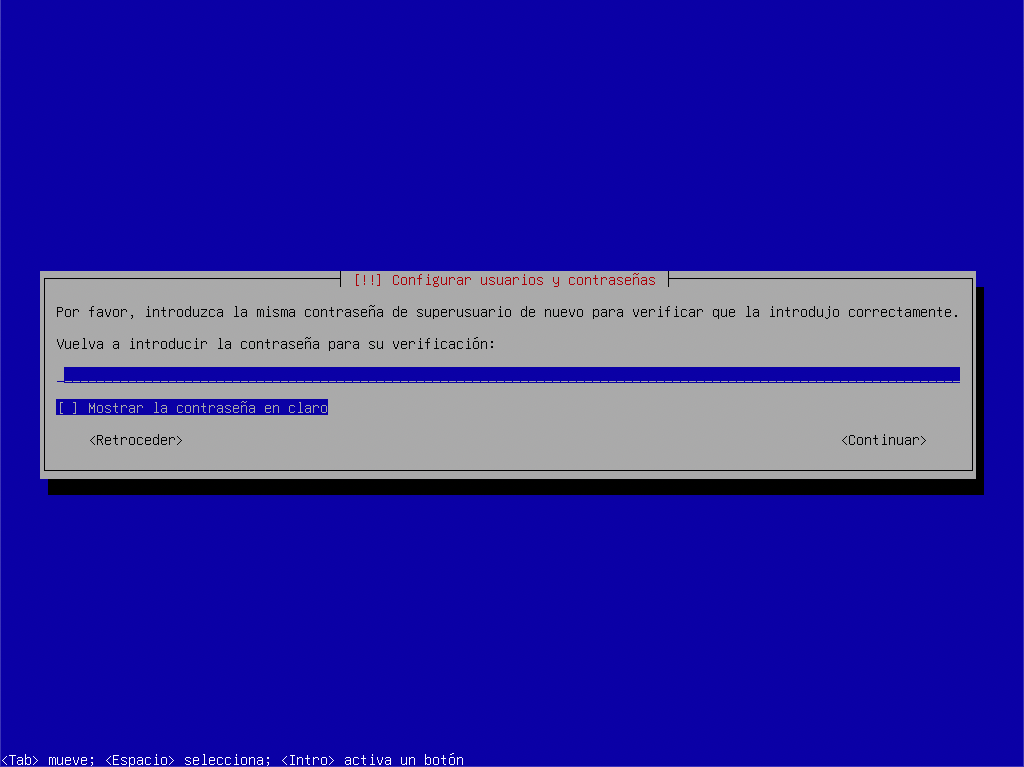 [!!] Configurar usuarios y contraseñas
Por favor, introduzca la misma contraseña de superusuario de nuevo para verificar que la introdujo correctamente.
Vuelva a introducir la contraseña para su verificación:
[ ] Mostrar la contraseña en claro
<Retroceder> <Continuar>
<Tab> mueve; <Espacio> selecciona; <Intro> activa un botón